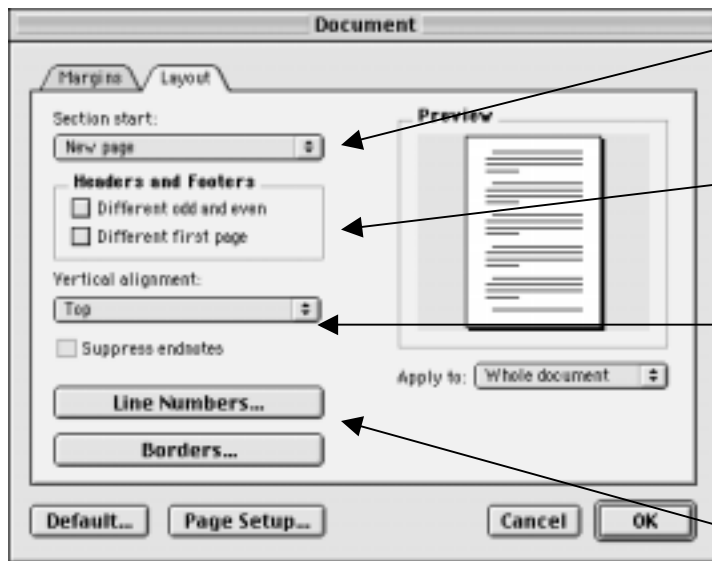 Document
Margins Layout
Section start:
New page
Headers and Footers
Different odd and even
Different first page
Vertical alignment:
Top
Suppress endnotes
Line Numbers...
Borders...
Preview
Apply to: Whole document
Default... Page Setup... Cancel OK